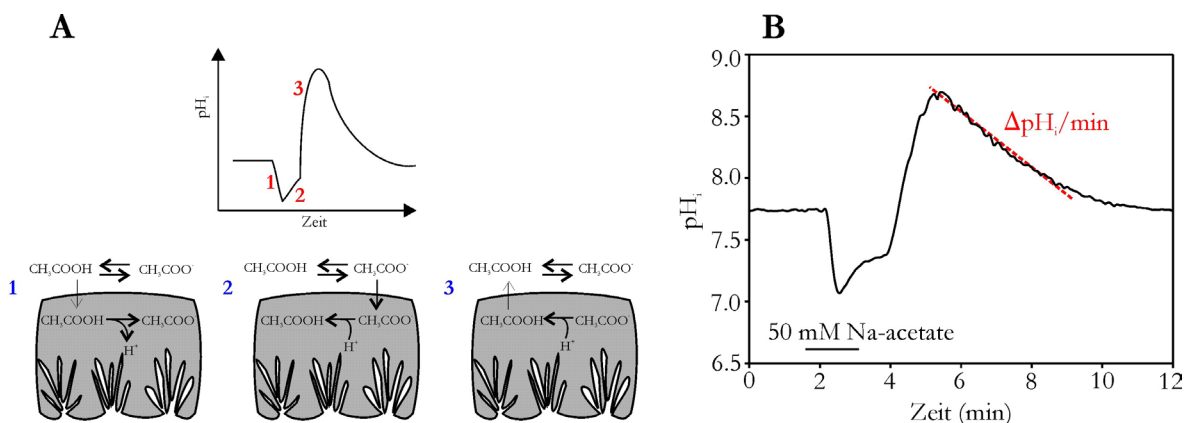 A
pHi
1
2
3
Zeit
1
CH3COOH CH3COO-
CH3COOH CH3COO-
H+
2
CH3COOH CH3COO-
CH3COOH CH3COO-
H+
3
CH3COOH CH3COO-
CH3COOH CH3COO-
H+
B
9.0
8.5
8.0
7.5
7.0
6.5
pHi
ΔpHi/min
50 mM Na-acetate
0 2 4 6 8 10 12
Zeit (min)